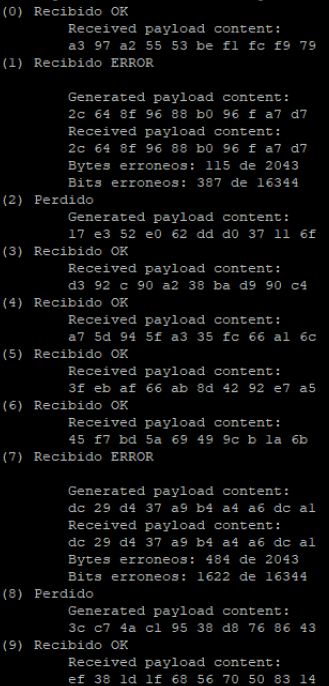 (0) Recibido OK
Received payload content:
a3 97 a2 55 53 be f1 fc f9 79
(1) Recibido ERROR
Generated payload content:
2c 64 8f 96 88 b0 96 f a7 d7
Received payload content:
2c 64 8f 96 88 b0 96 f a7 d7
Bytes erroneos: 115 de 2043
Bits erroneos: 387 de 16344
(2) Perdido
Generated payload content:
17 e3 52 e0 62 dd d0 37 11 6f
(3) Recibido OK
Received payload content:
d3 92 c 90 a2 38 ba d9 90 c4
(4) Recibido OK
Received payload content:
a7 5d 94 5f a3 35 fc 66 a1 6c
(5) Recibido OK
Received payload content:
3f eb af 66 ab 8d 42 92 e7 a5
(6) Recibido OK
Received payload content:
45 f7 bd 5a 69 49 9c b 1a 6b
(7) Recibido ERROR
Generated payload content:
dc 29 d4 37 a9 b4 a4 a6 dc a1
Received payload content:
dc 29 d4 37 a9 b4 a4 a6 dc a1
Bytes erroneos: 484 de 2043
Bits erroneos: 1622 de 16344
(8) Perdido
Generated payload content:
3c c7 4a c1 95 38 d8 76 86 43
(9) Recibido OK
Received payload content:
ef 38 1d 1f 68 56 70 50 83 14